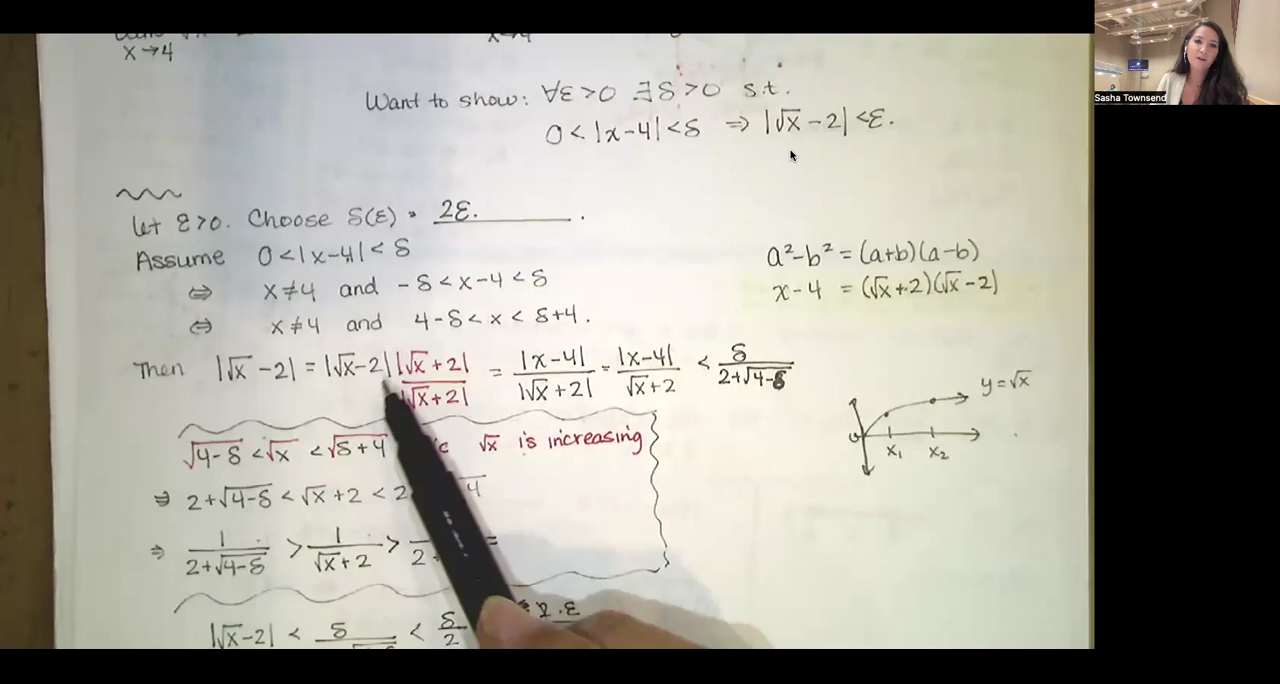 x→4
Want to show: ∀ε>0 ∃δ>0 s.t.
0<|x-4|<δ ⇒ |√x-2|<ε.
Let ε>0. Choose δ(ε) = 2ε.
Assume 0<|x-4|<δ
⇔ x≠4 and -δ<x-4<δ
⇔ x≠4 and 4-δ<x<δ+4.
a²-b²=(a+b)(a-b)
x-4 =(√x+2)(√x-2)
Then |√x-2| = |√x-2| |√x+2| / |√x+2| = |x-4| / |√x+2| = |x-4| / √x+2 < δ / 2+√4-δ
y=√x
x₁ x₂
√4-δ < √x < √δ+4 √x is increasing
⇒ 2+√4-δ < √x+2 < 2
⇒ 1 / 2+√4-δ > 1 / √x+2 >
|√x-2| < δ < δ / 2 2·ε
Sasha Townsend